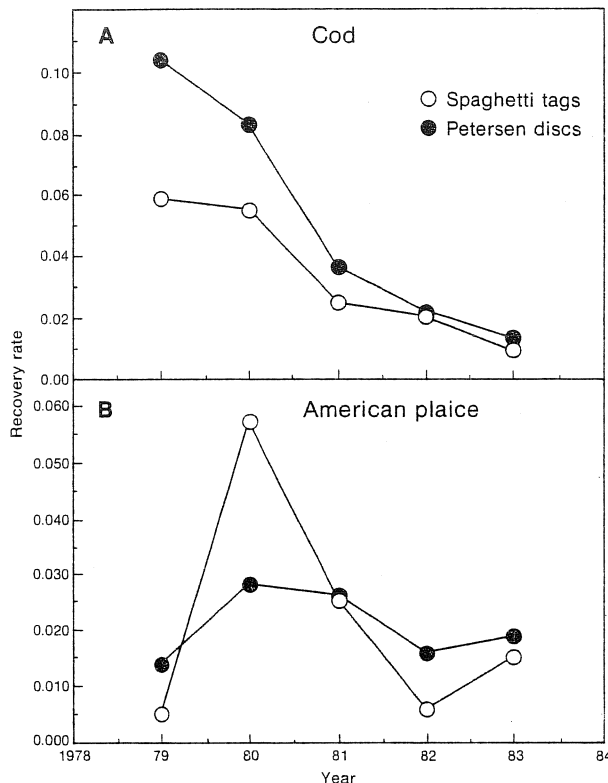 A
Cod
Spaghetti tags
Petersen discs
0.10
0.08
0.06
0.04
0.02
0.00
Recovery rate
B
American plaice
0.060
0.050
0.040
0.030
0.020
0.010
0.000
1978 79 80 81 82 83 84
Year